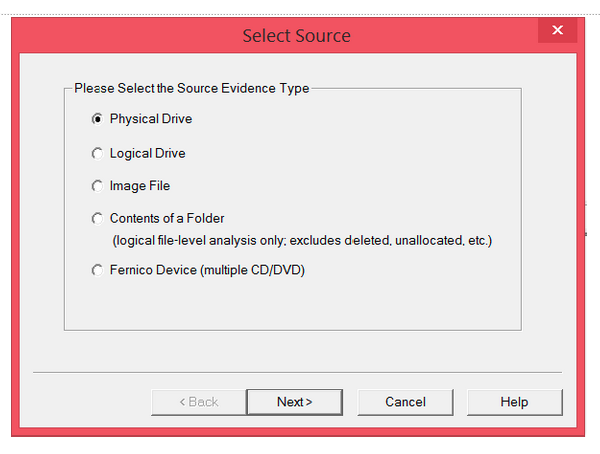 Select Source
Please Select the Source Evidence Type
Physical Drive
Logical Drive
Image File
Contents of a Folder
(logical file-level analysis only; excludes deleted, unallocated, etc.)
Fernico Device (multiple CD/DVD)
< Back Next > Cancel Help